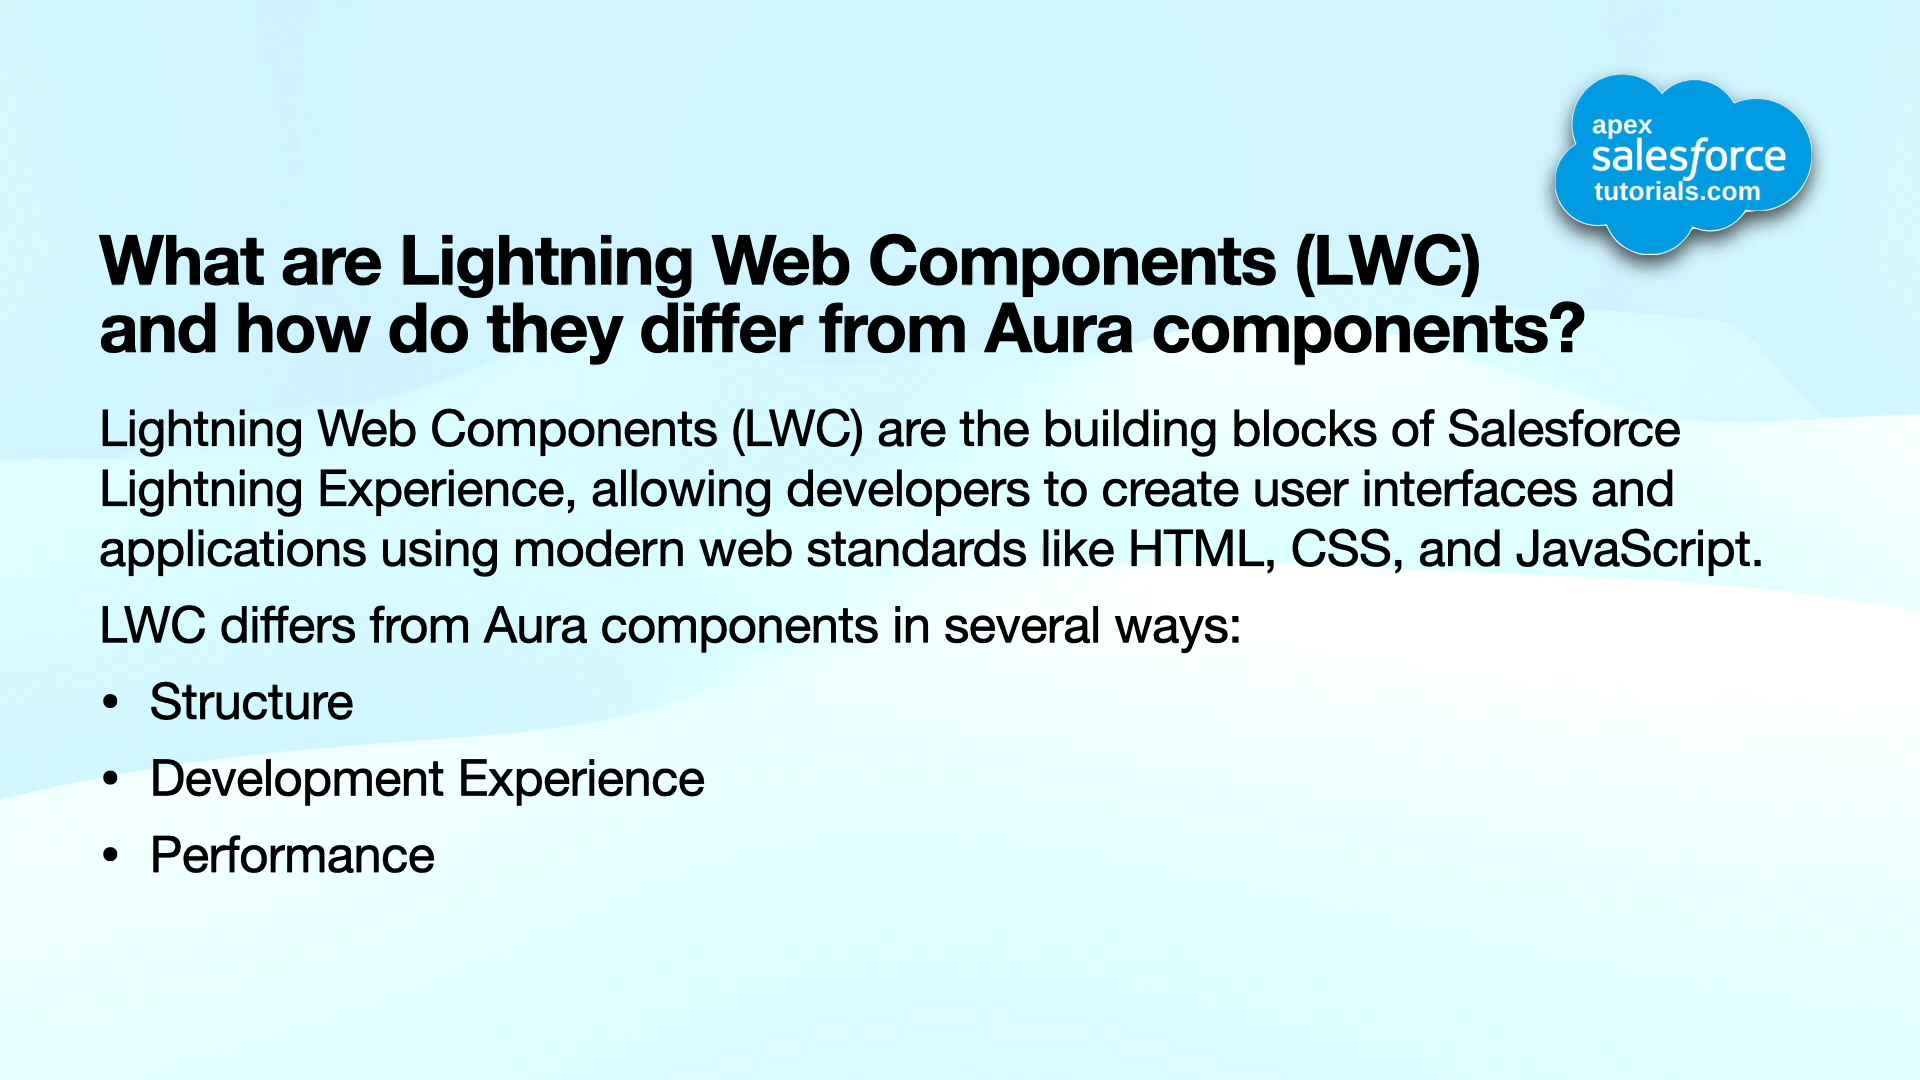 apex
salesforce
tutorials.com
What are Lightning Web Components (LWC)
and how do they differ from Aura components?
Lightning Web Components (LWC) are the building blocks of Salesforce
Lightning Experience, allowing developers to create user interfaces and
applications using modern web standards like HTML, CSS, and JavaScript.
LWC differs from Aura components in several ways:
• Structure
• Development Experience
• Performance